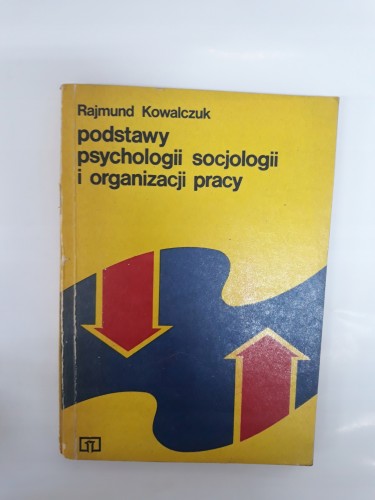 Rajmund Kowalczuk
podstawy
psychologii socjologii
i organizacji pracy